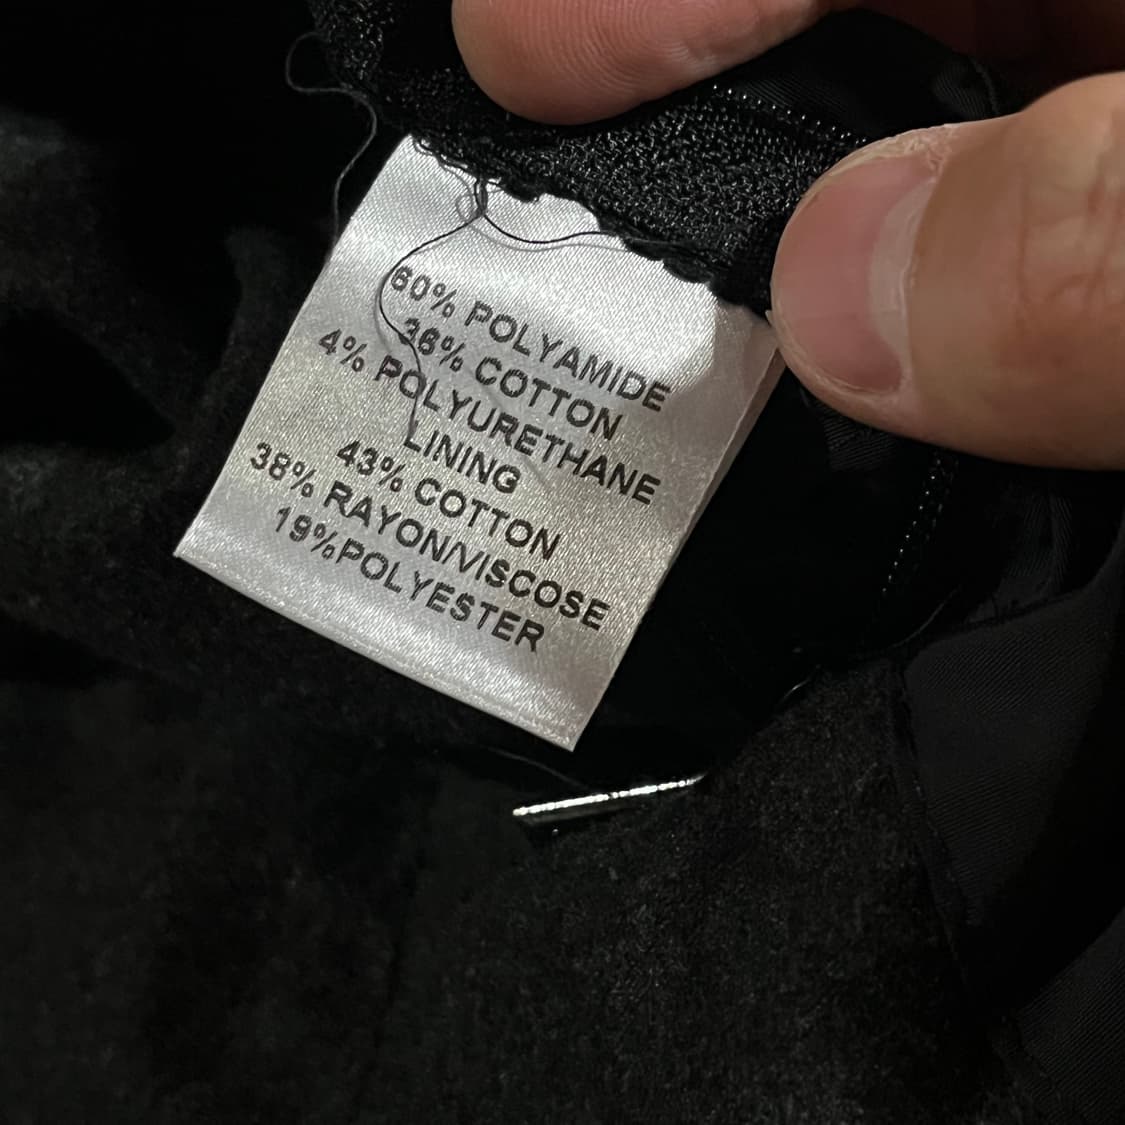 60% POLYAMIDE
36% COTTON
4% POLYURETHANE
LINING
43% COTTON
38% RAYON/VISCOSE
19%POLYESTER